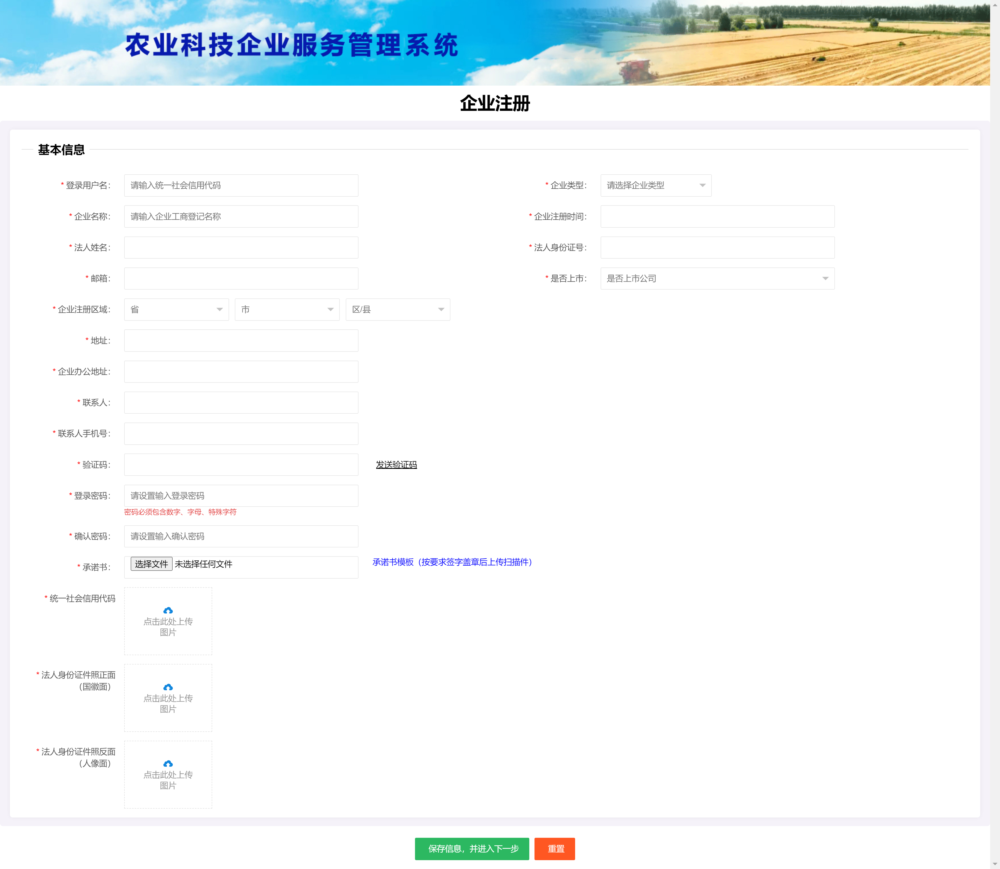 农业科技企业服务管理系统
企业注册
基本信息
* 登录用户名： 请输入统一社会信用代码 * 企业类型： 请选择企业类型
* 企业名称： 请输入企业工商登记名称 * 企业注册时间：
* 法人姓名： * 法人身份证号：
* 邮箱： * 是否上市： 是否上市公司
* 企业注册区域： 省 市 区/县
* 地址：
* 企业办公地址：
* 联系人：
* 联系人手机号：
* 验证码： 发送验证码
* 登录密码： 请设置输入登录密码
密码必须包含数字、字母、特殊字符
* 确认密码： 请设置输入确认密码
* 承诺书： 选择文件 未选择任何文件 承诺书模板（按要求签字盖章后上传扫描件）
* 统一社会信用代码
点击此处上传
图片
* 法人身份证件照正面
（国徽面）
点击此处上传
图片
* 法人身份证件照反面
（人像面）
点击此处上传
图片
保存信息，并进入下一步 重置